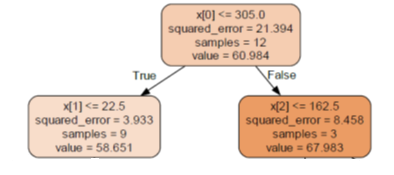 x[0] <= 305.0
squared_error = 21.394
samples = 12
value = 60.984
True
False
x[1] <= 22.5
squared_error = 3.933
samples = 9
value = 58.651
x[2] <= 162.5
squared_error = 8.458
samples = 3
value = 67.983